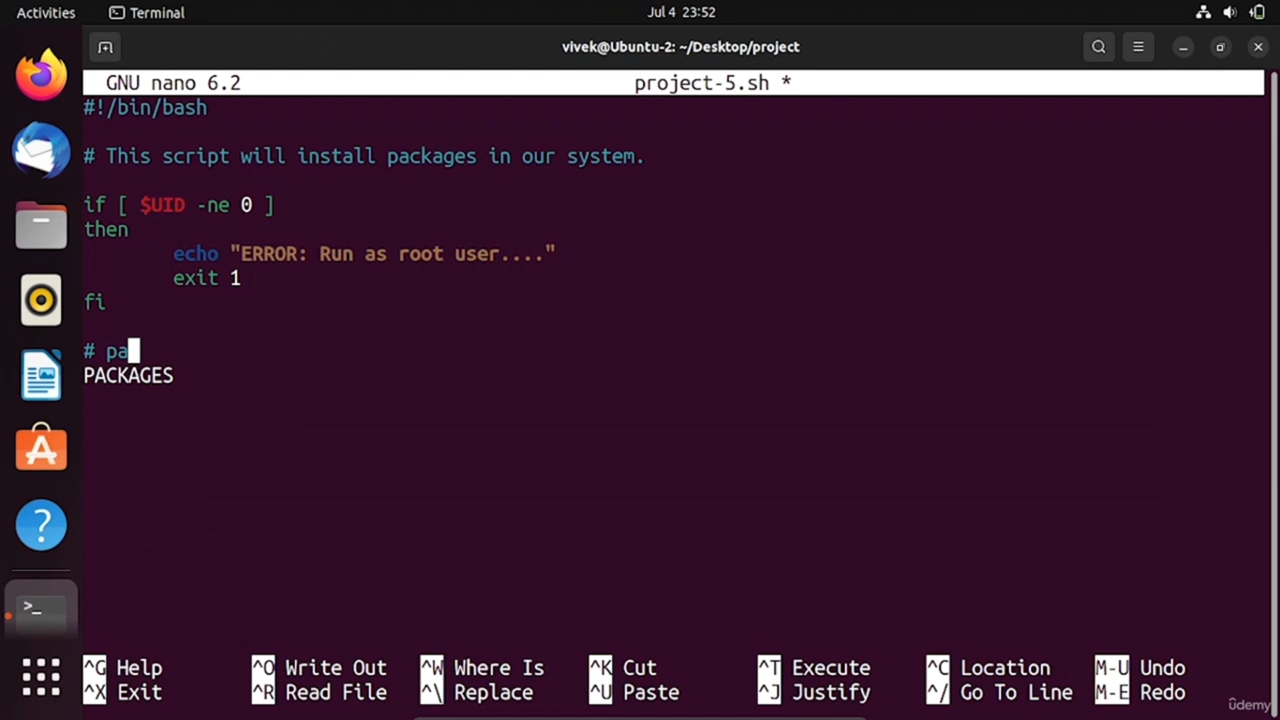 Activities Terminal Jul 4 23:52
vivek@Ubuntu-2: ~/Desktop/project
GNU nano 6.2 project-5.sh *
#!/bin/bash
# This script will install packages in our system.
if [ $UID -ne 0 ]
then
echo "ERROR: Run as root user...."
exit 1
fi
# pa
PACKAGES
^G Help ^O Write Out ^W Where Is ^K Cut ^T Execute ^C Location M-U Undo
^X Exit ^R Read File ^\ Replace ^U Paste ^J Justify ^/ Go To Line M-E Redo
udemy